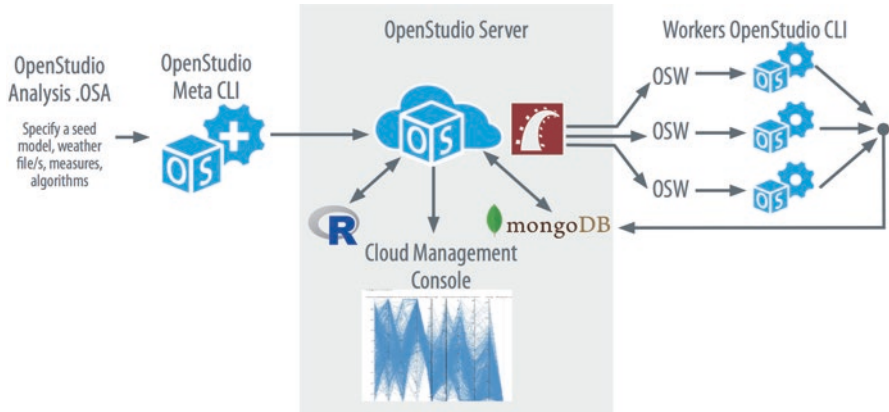 OpenStudio
Analysis .OSA
Specify a seed
model, weather
file/s, measures,
algorithms
OpenStudio
Meta CLI
OS
OpenStudio Server
OS
R
mongoDB
Cloud Management
Console
Workers OpenStudio CLI
OSW
OS
OSW
OS
OSW
OS